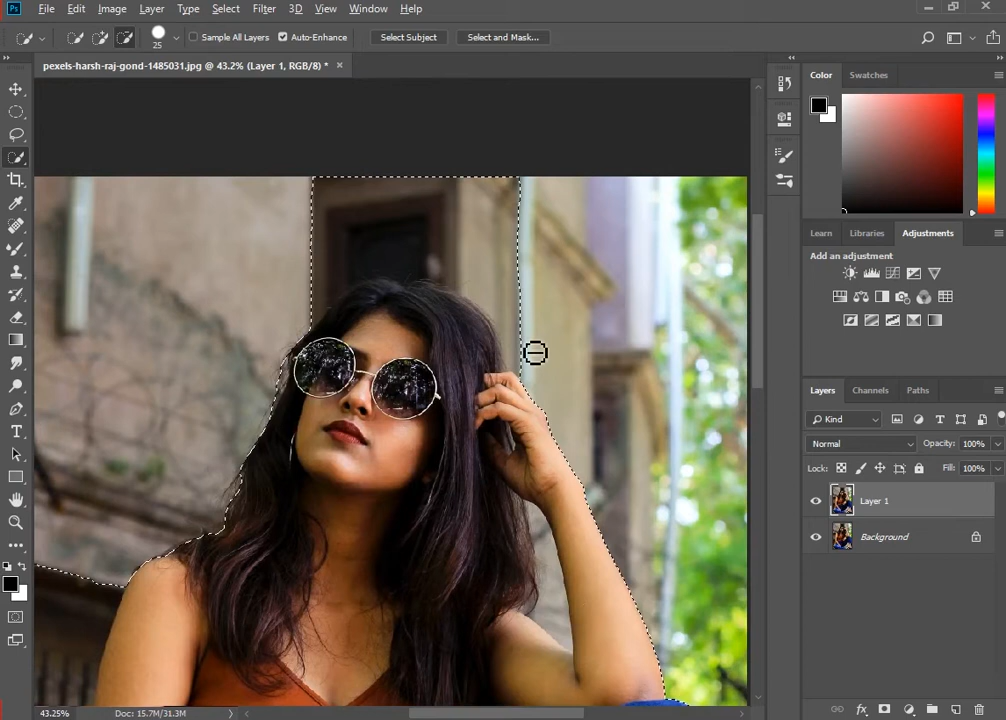 Ps File Edit Image Layer Type Select Filter 3D View Window Help
25 Sample All Layers Auto-Enhance Select Subject Select and Mask...
pexels-harsh-raj-gond-1485031.jpg @ 43.2% (Layer 1, RGB/8) * ×
Color Swatches
Learn Libraries Adjustments
Add an adjustment
Layers Channels Paths
Kind
Normal Opacity: 100%
Lock: Fill: 100%
Layer 1
Background
43.25% Doc: 15.7M/31.3M